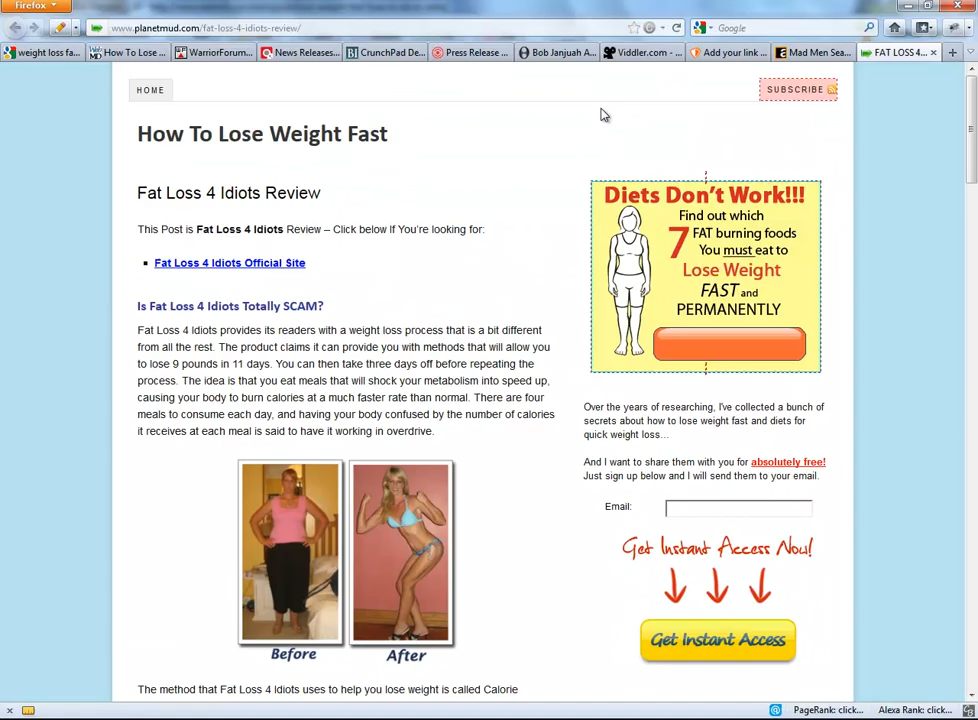 Firefox
www.planetmud.com/fat-loss-4-idiots-review/
Google
weight loss fa...
How To Lose ...
WarriorForum...
News Releases...
CrunchPad De...
Press Release ...
Bob Janjuah A...
Viddler.com - ...
Add your link ...
Mad Men Sea...
FAT LOSS 4...
HOME
SUBSCRIBE
How To Lose Weight Fast
Fat Loss 4 Idiots Review
This Post is Fat Loss 4 Idiots Review – Click below If You're looking for:
Fat Loss 4 Idiots Official Site
Is Fat Loss 4 Idiots Totally SCAM?
Fat Loss 4 Idiots provides its readers with a weight loss process that is a bit different
from all the rest. The product claims it can provide you with methods that will allow you
to lose 9 pounds in 11 days. You can then take three days off before repeating the
process. The idea is that you eat meals that will shock your metabolism into speed up,
causing your body to burn calories at a much faster rate than normal. There are four
meals to consume each day, and having your body confused by the number of calories
it receives at each meal is said to have it working in overdrive.
Before
After
The method that Fat Loss 4 Idiots uses to help you lose weight is called Calorie
Diets Don't Work!!!
Find out which
7 FAT burning foods
You must eat to
Lose Weight
FAST and
PERMANENTLY
Over the years of researching, I've collected a bunch of
secrets about how to lose weight fast and diets for
quick weight loss...
And I want to share them with you for absolutely free!
Just sign up below and I will send them to your email.
Email:
Get Instant Access Now!
Get Instant Access
PageRank: click...
Alexa Rank: click...